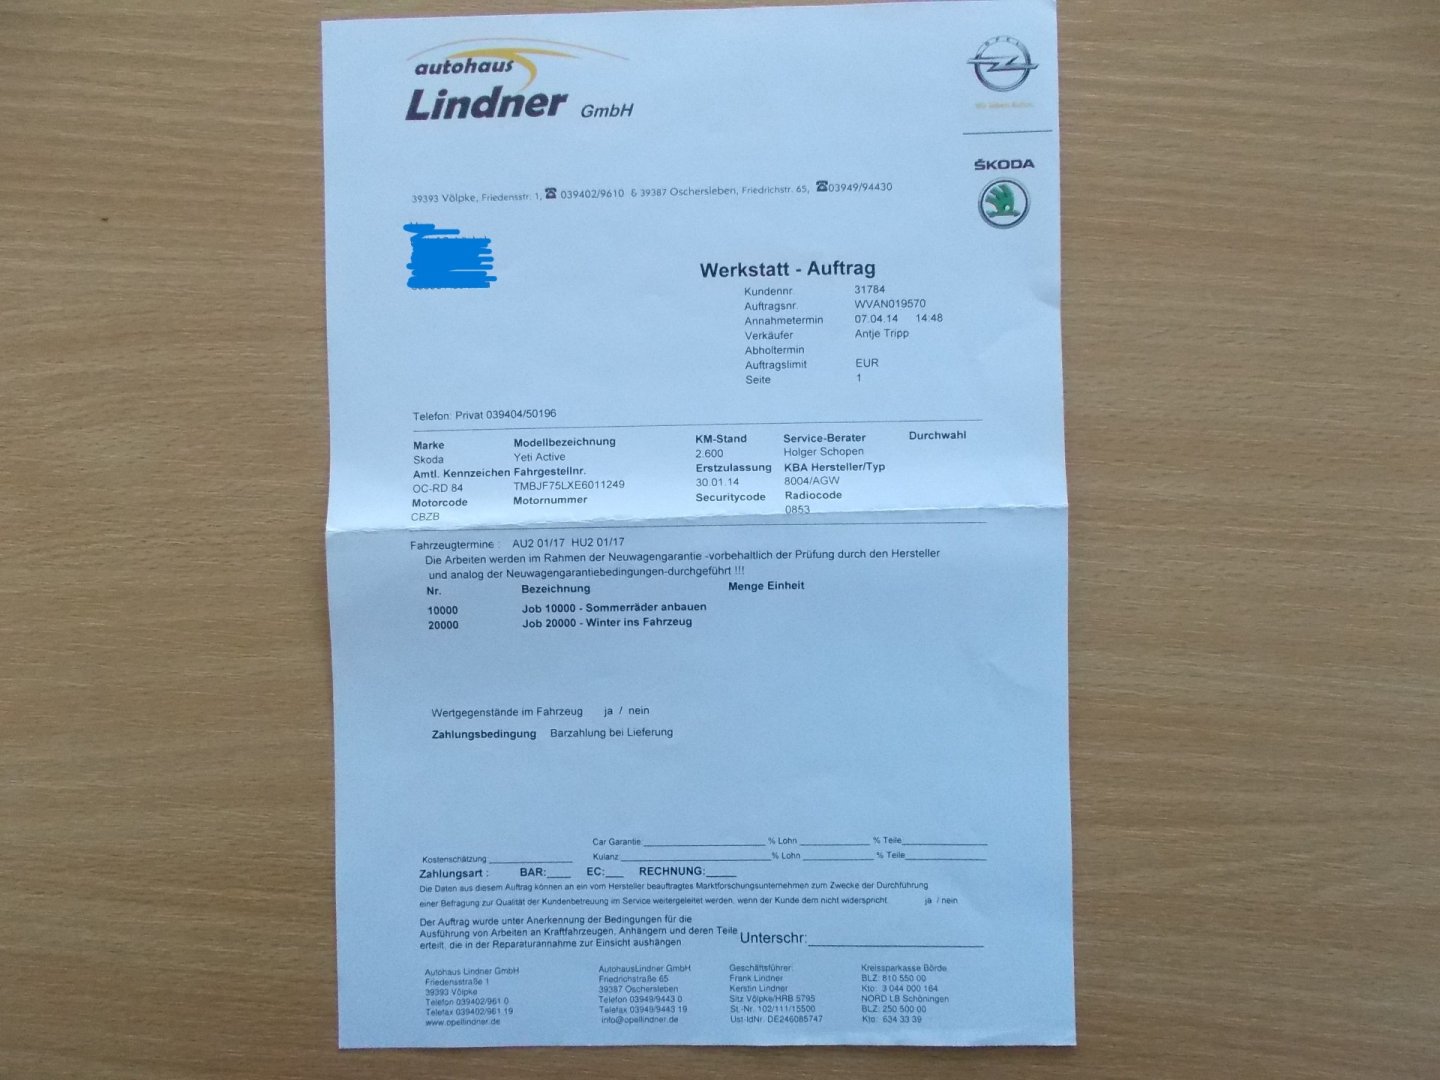 autohaus
Lindner GmbH
OPEL
Wir leben Autos.
ŠKODA
39393 Völpke, Friedensstr. 1, ☎ 039402/9610 & 39387 Oschersleben, Friedrichstr. 65, ☎03949/94430
Werkstatt - Auftrag
Kundennr. 31784
Auftragsnr. WVAN019570
Annahmetermin 07.04.14 14:48
Verkäufer Antje Tripp
Abholtermin
Auftragslimit EUR
Seite 1
Telefon: Privat 039404/50196
Marke Modellbezeichnung KM-Stand Service-Berater Durchwahl
Skoda Yeti Active 2.600 Holger Schopen
Amtl. Kennzeichen Fahrgestellnr. Erstzulassung KBA Hersteller/Typ
OC-RD 84 TMBJF75LXE6011249 30.01.14 8004/AGW
Motorcode Motornummer Securitycode Radiocode
CBZB 0853
Fahrzeugtermine : AU2 01/17 HU2 01/17
Die Arbeiten werden im Rahmen der Neuwagengarantie -vorbehaltlich der Prüfung durch den Hersteller
und analog der Neuwagengarantiebedingungen-durchgeführt !!!
Nr. Bezeichnung Menge Einheit
10000 Job 10000 - Sommerräder anbauen
20000 Job 20000 - Winter ins Fahrzeug
Wertgegenstände im Fahrzeug ja / nein
Zahlungsbedingung Barzahlung bei Lieferung
Car Garantie % Lohn % Teile
Kostenschätzung Kulanz % Lohn % Teile
Zahlungsart : BAR: EC: RECHNUNG:
Die Daten aus diesem Auftrag können an ein vom Hersteller beauftragtes Marktforschungsunternehmen zum Zwecke der Durchführung
einer Befragung zur Qualität der Kundenbetreuung im Service weitergeleitet werden, wenn der Kunde dem nicht widerspricht. ja / nein
Der Auftrag wurde unter Anerkennung der Bedingungen für die
Ausführung von Arbeiten an Kraftfahrzeugen, Anhängern und deren Teile
erteilt, die in der Reparaturannahme zur Einsicht aushängen. Unterschr:
Autohaus Lindner GmbH
Friedensstraße 1
39393 Völpke
Telefon 039402/961 0
Telefax 039402/961 19
www.opellindner.de
AutohausLindner GmbH
Friedrichstraße 65
39387 Oschersleben
Telefon 03949/9443 0
Telefax 03949/9443 19
info@opellindner.de
Geschäftsführer:
Frank Lindner
Kerstin Lindner
Sitz Völpke/HRB 5795
St.-Nr. 102/111/15500
Ust-IdNr. DE246085747
Kreissparkasse Börde
BLZ: 810 550 00
Kto: 3 044 000 164
NORD LB Schöningen
BLZ: 250 500 00
Kto: 634 33 39